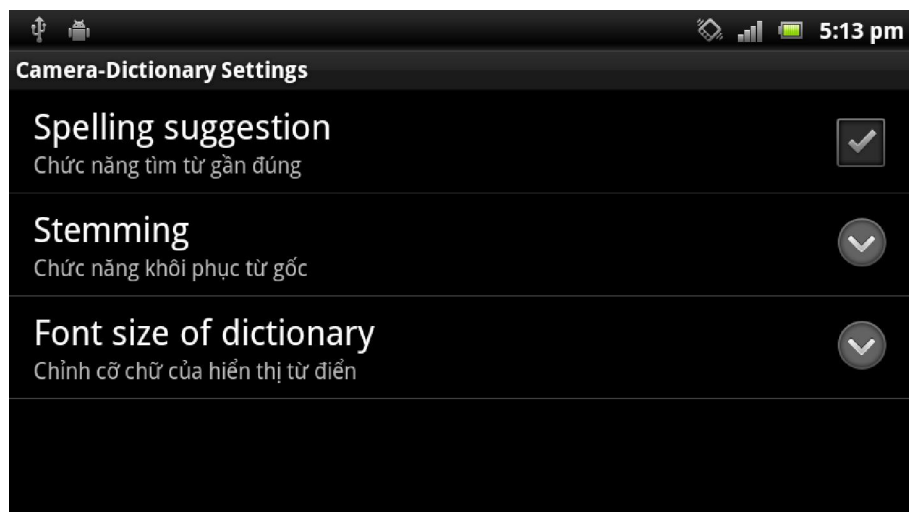 5:13 pm
Camera-Dictionary Settings
Spelling suggestion
Chức năng tìm từ gần đúng
Stemming
Chức năng khôi phục từ gốc
Font size of dictionary
Chỉnh cỡ chữ của hiển thị từ điển